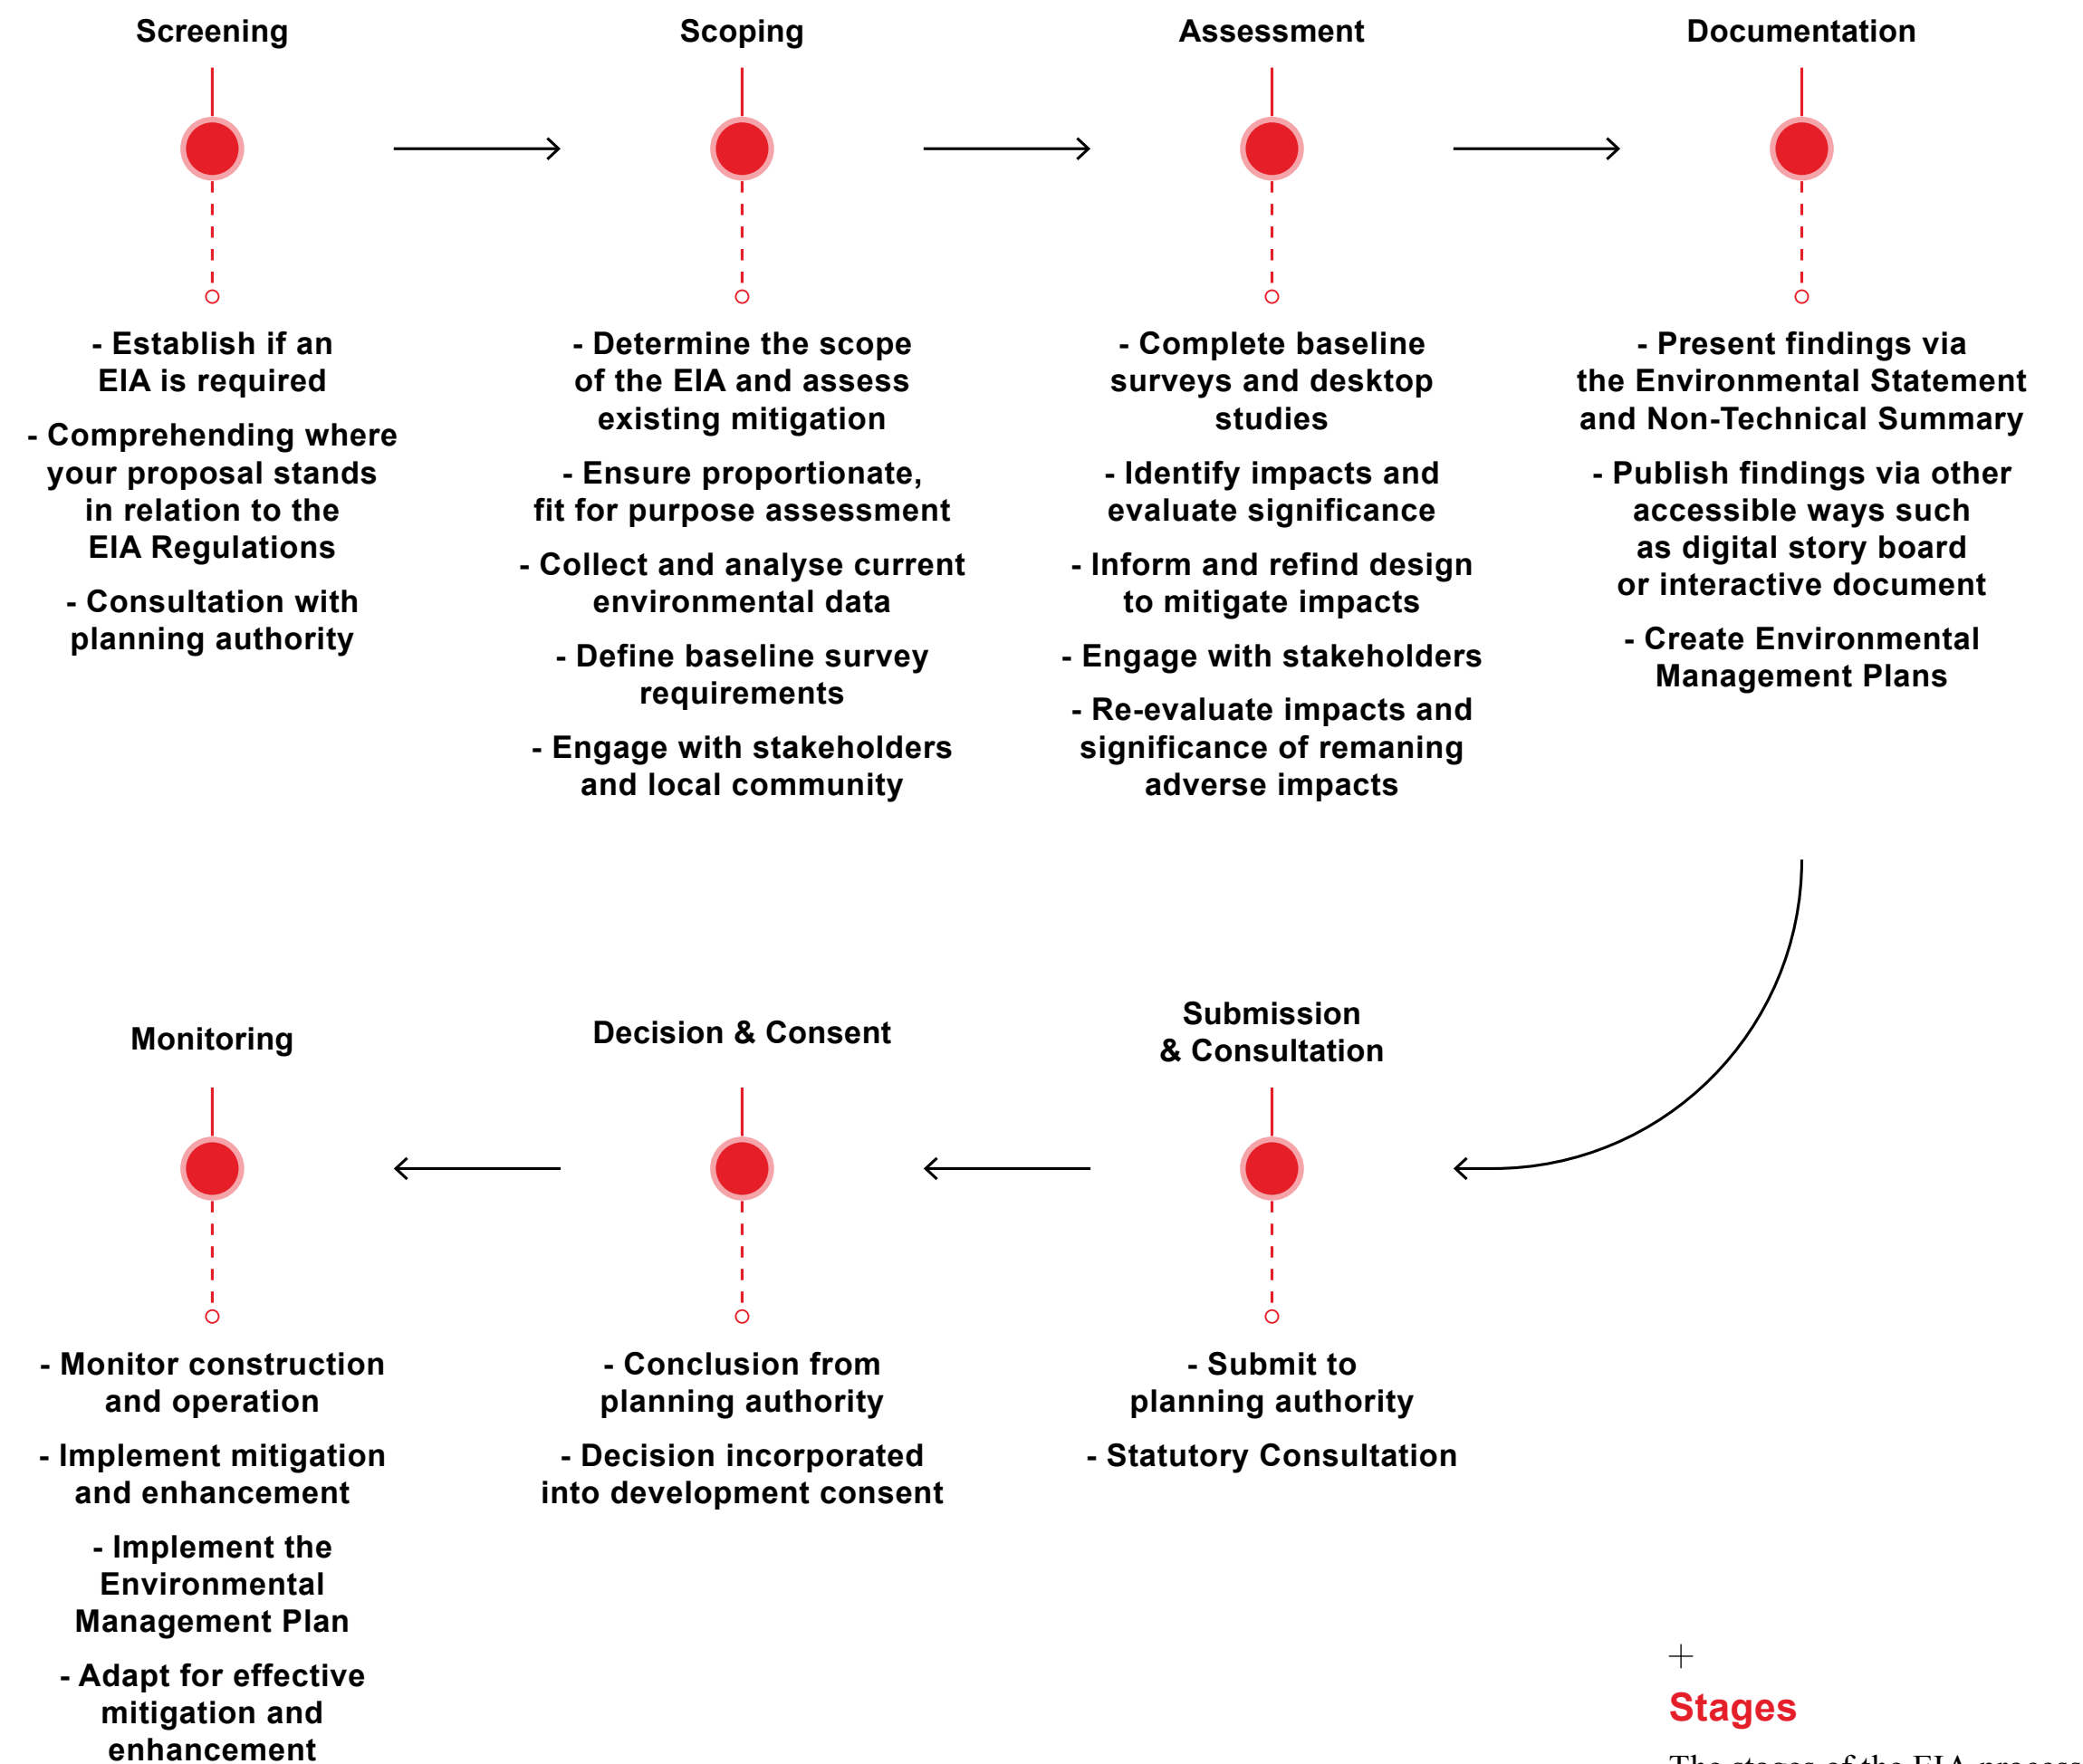 Screening
- Establish if an
EIA is required
- Comprehending where
your proposal stands
in relation to the
EIA Regulations
- Consultation with
planning authority
Scoping
- Determine the scope
of the EIA and assess
existing mitigation
- Ensure proportionate,
fit for purpose assessment
- Collect and analyse current
environmental data
- Define baseline survey
requirements
- Engage with stakeholders
and local community
Assessment
- Complete baseline
surveys and desktop
studies
- Identify impacts and
evaluate significance
- Inform and refind design
to mitigate impacts
- Engage with stakeholders
- Re-evaluate impacts and
significance of remaning
adverse impacts
Documentation
- Present findings via
the Environmental Statement
and Non-Technical Summary
- Publish findings via other
accessible ways such
as digital story board
or interactive document
- Create Environmental
Management Plans
Submission
& Consultation
- Submit to
planning authority
- Statutory Consultation
Decision & Consent
- Conclusion from
planning authority
- Decision incorporated
into development consent
Monitoring
- Monitor construction
and operation
- Implement mitigation
and enhancement
- Implement the
Environmental
Management Plan
- Adapt for effective
mitigation and
enhancement
Stages
The stages of the EIA process